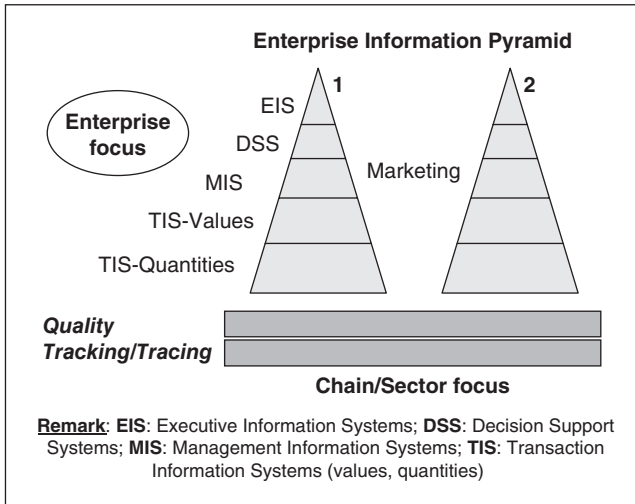 Enterprise Information Pyramid
1
2
EIS
Enterprise
focus
DSS
Marketing
MIS
TIS-Values
TIS-Quantities
Quality
Tracking/Tracing
Chain/Sector focus
Remark: EIS: Executive Information Systems; DSS: Decision Support
Systems; MIS: Management Information Systems; TIS: Transaction
Information Systems (values, quantities)